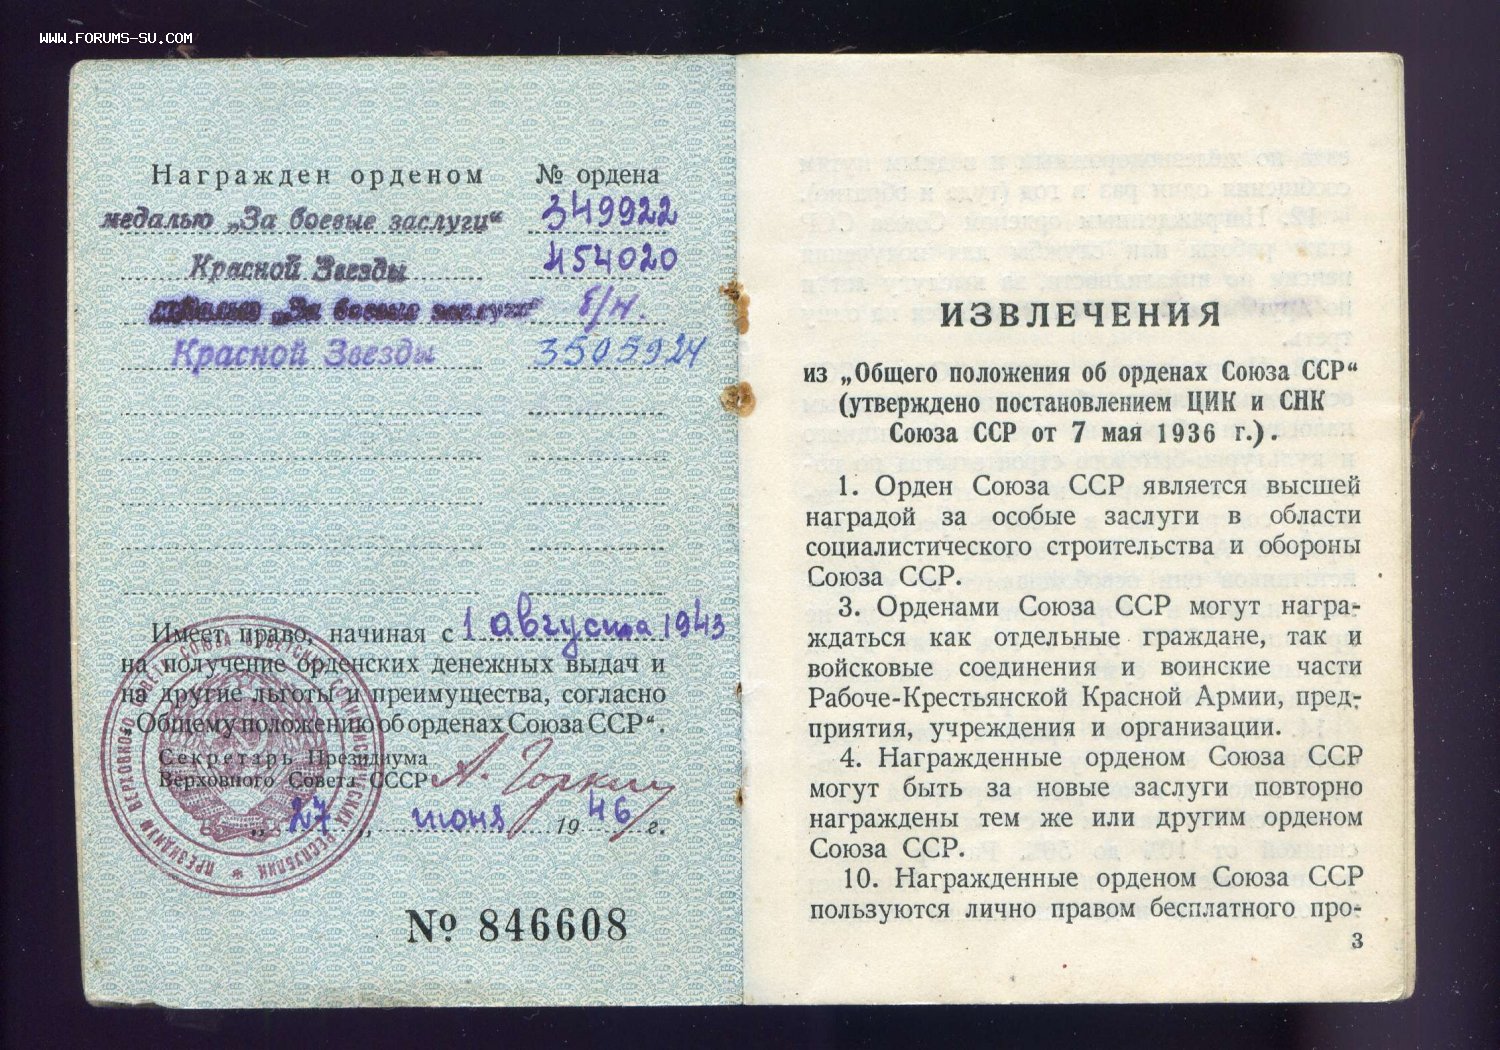 WWW.FORUMS-SU.COM
Награжден орденом № ордена
медалью „За боевые заслуги“ 349922
Красной Звезды 454020
медалью „За боевые заслуги“ б/н.
Красной Звезды 3505924
Имеет право, начиная с 1 августа 1943
на получение орденских денежных выдач и
на другие льготы и преимущества, согласно
„Общему положению об орденах Союза ССР“.
Секретарь Президиума
Верховного Совета СССР А. Горкин
„27„ июня 1946 г.
№ 846608
ИЗВЛЕЧЕНИЯ
из „Общего положения об орденах Союза ССР“
(утверждено постановлением ЦИК и СНК
Союза ССР от 7 мая 1936 г.).
1. Орден Союза ССР является высшей
наградой за особые заслуги в области
социалистического строительства и обороны
Союза ССР.
3. Орденами Союза ССР могут награ-
ждаться как отдельные граждане, так и
войсковые соединения и воинские части
Рабоче-Крестьянской Красной Армии, пред-
приятия, учреждения и организации.
4. Награжденные орденом Союза ССР
могут быть за новые заслуги повторно
награждены тем же или другим орденом
Союза ССР.
10. Награжденные орденом Союза ССР
пользуются лично правом бесплатного про-
3